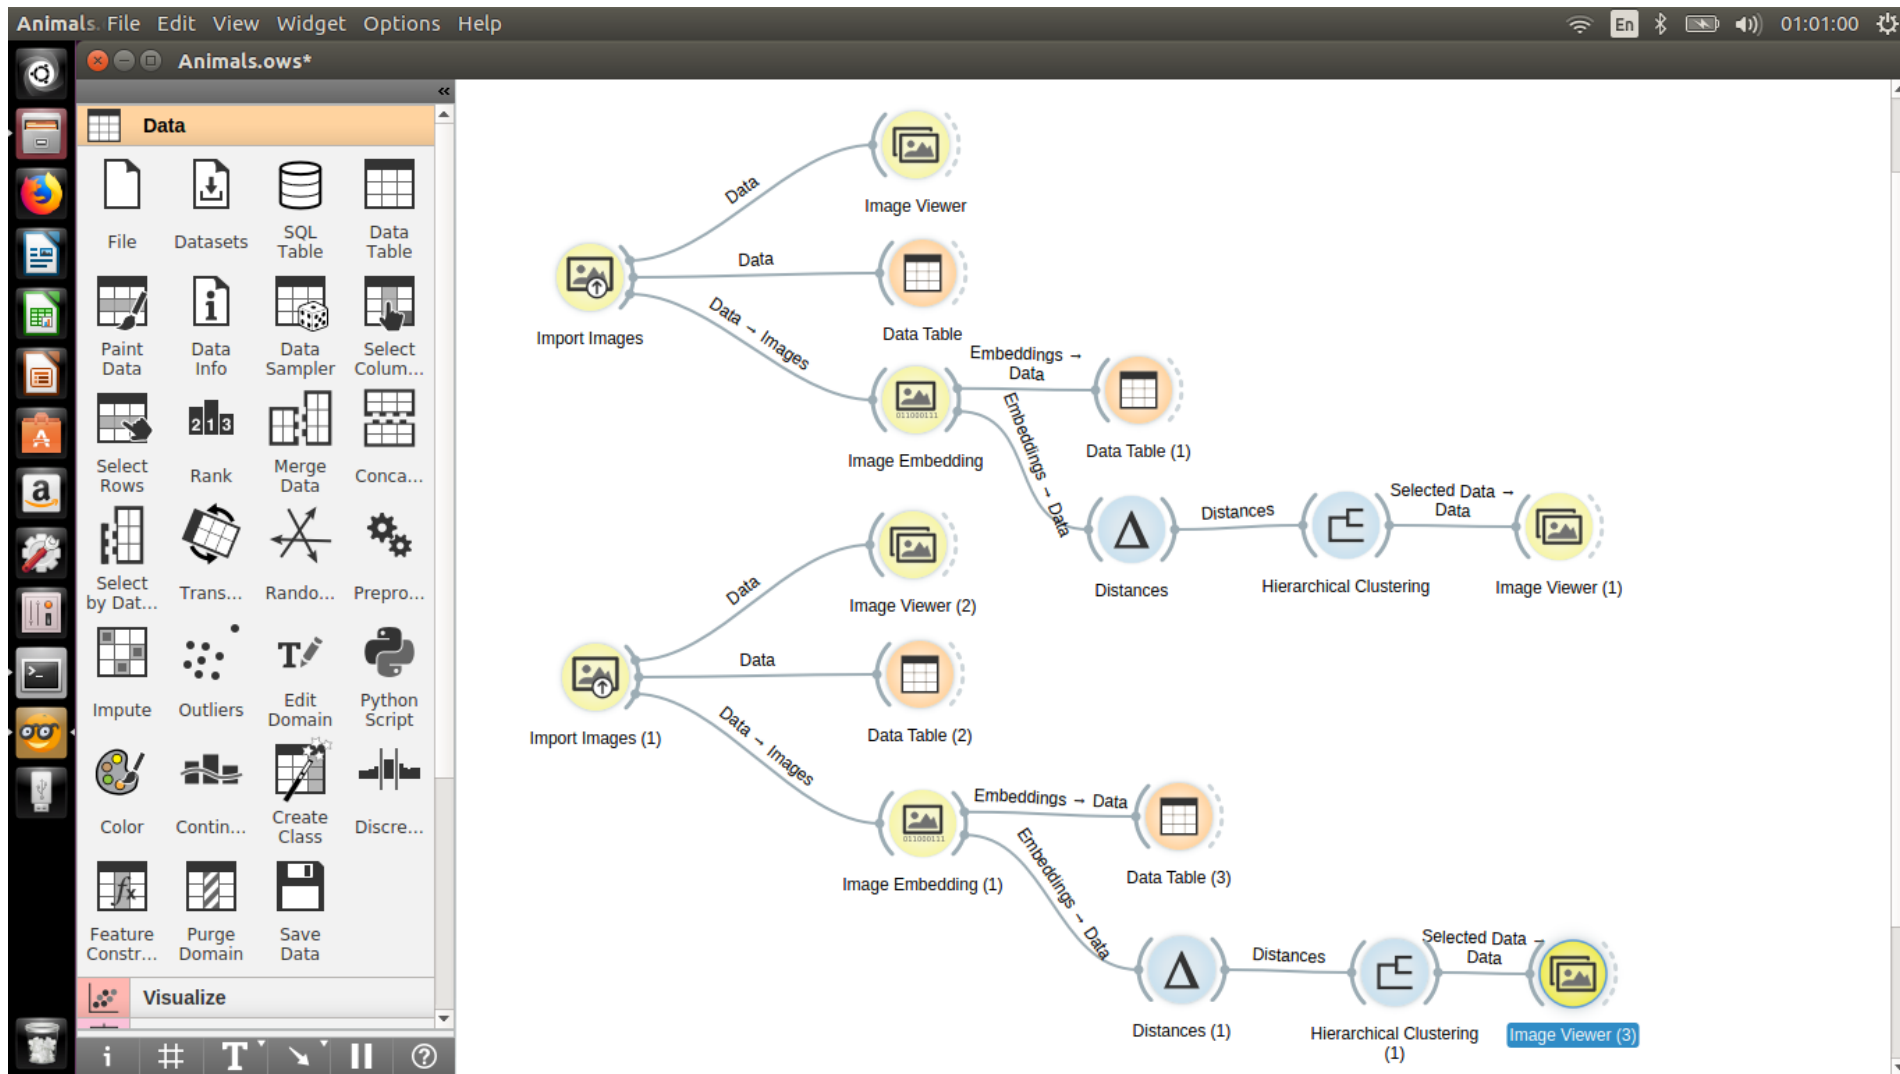 Animals. File Edit View Widget Options Help
En
01:01:00
Animals.ows*
«
Data
File
Datasets
SQL
Table
Data
Table
Paint
Data
Data
Info
Data
Sampler
Select
Colum...
213
Select
Rows
Rank
Merge
Data
Conca...
Select
by Dat...
Trans...
Rando...
Prepro...
T
Impute
Outliers
Edit
Domain
Python
Script
Color
Contin...
Create
Class
Discre...
fx
Feature
Constr...
Purge
Domain
Save
Data
Visualize
i # T ?
Data
Image Viewer
Data
Data Table
Import Images
Data → Images
011000111
Image Embedding
Embeddings →
Data
Data Table (1)
Embeddings → Data
Δ
Distances
Distances
Hierarchical Clustering
Selected Data →
Data
Image Viewer (1)
Data
Image Viewer (2)
Data
Data Table (2)
Import Images (1)
Data → Images
011000111
Image Embedding (1)
Embeddings → Data
Data Table (3)
Embeddings → Data
Δ
Distances (1)
Distances
Hierarchical Clustering
(1)
Selected Data →
Data
Image Viewer (3)